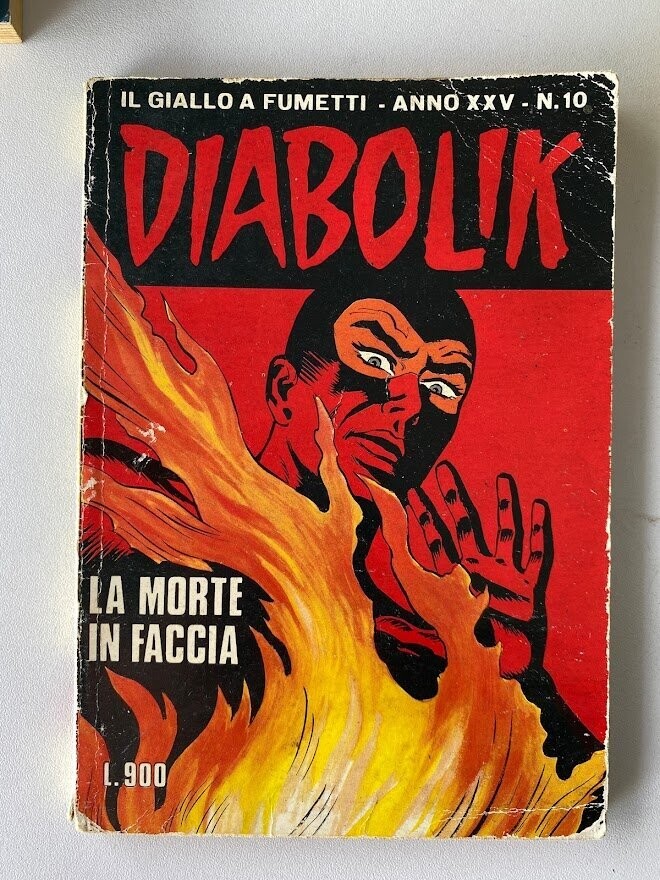 IL GIALLO A FUMETTI - ANNO XXV - N.10
DIABOLIK
LA MORTE
IN FACCIA
L.900